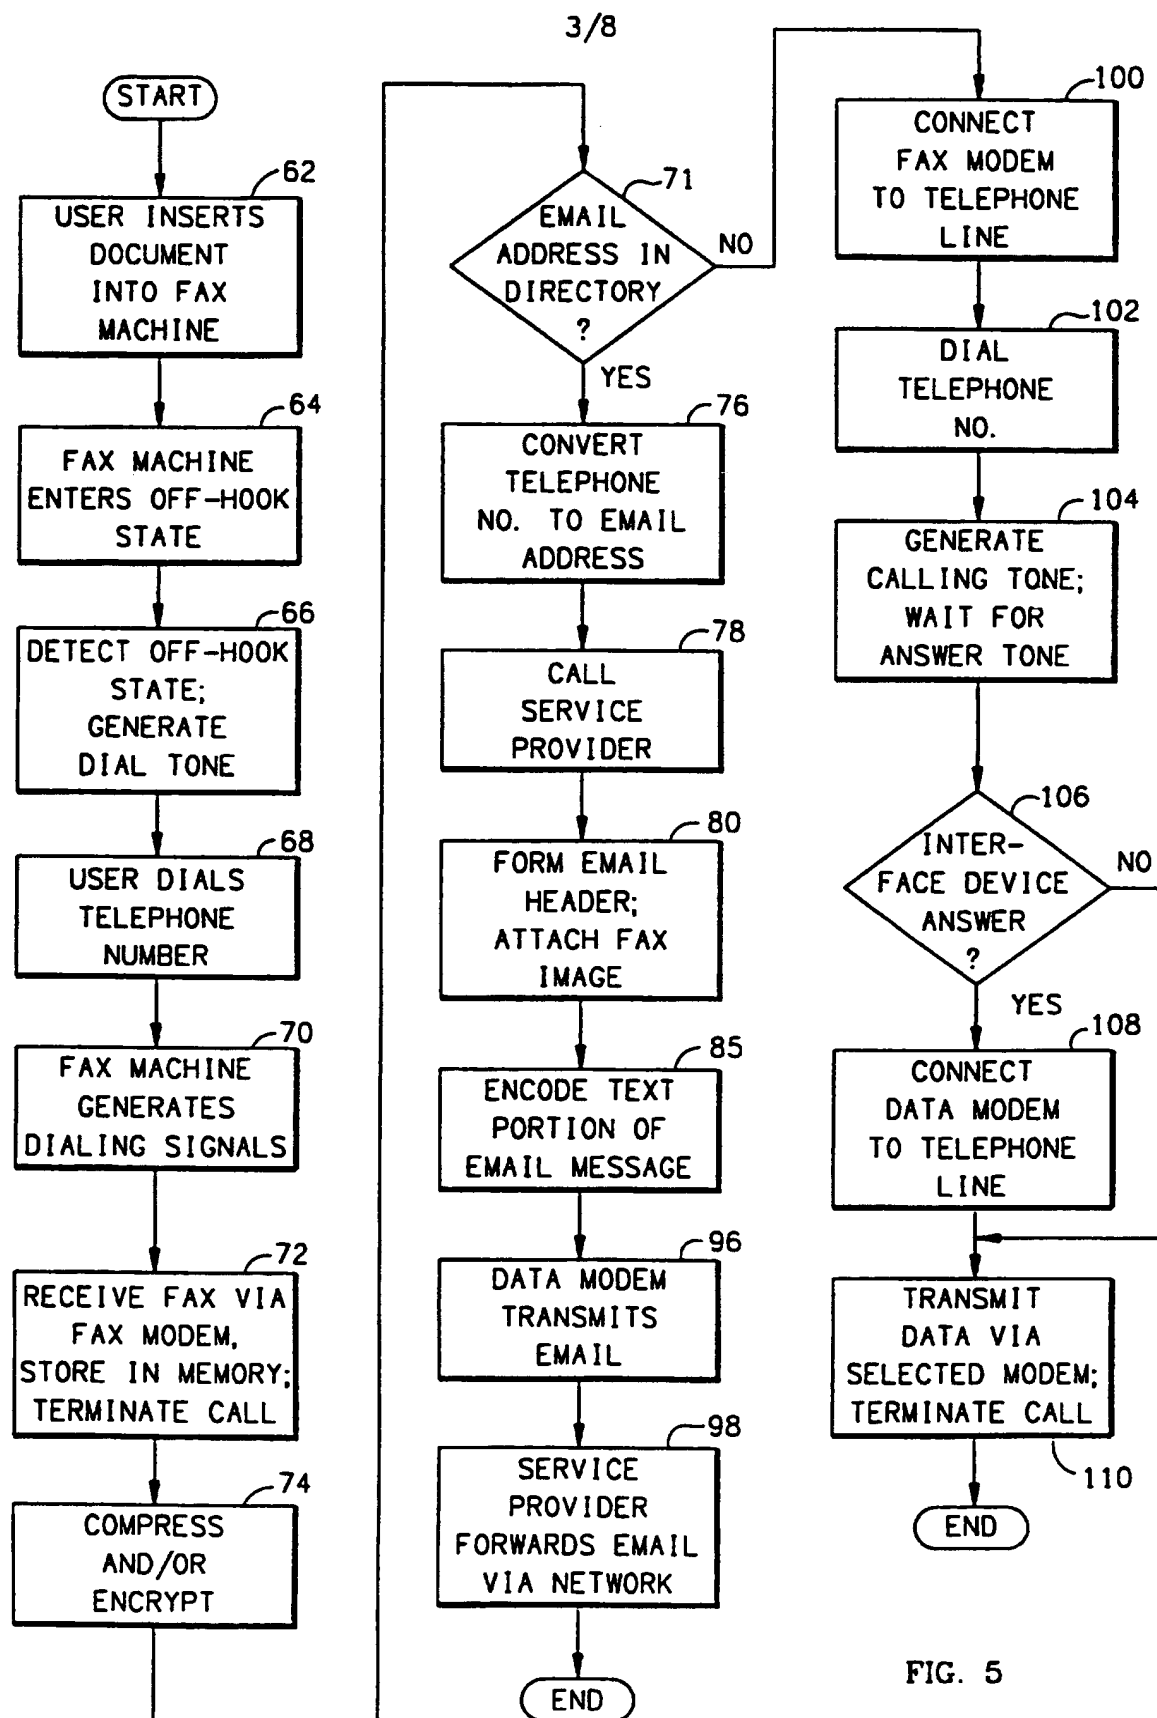 3/8
START
62
USER INSERTS
DOCUMENT
INTO FAX
MACHINE
64
FAX MACHINE
ENTERS OFF-HOOK
STATE
66
DETECT OFF-HOOK
STATE;
GENERATE
DIAL TONE
68
USER DIALS
TELEPHONE
NUMBER
70
FAX MACHINE
GENERATES
DIALING SIGNALS
72
RECEIVE FAX VIA
FAX MODEM,
STORE IN MEMORY;
TERMINATE CALL
74
COMPRESS
AND/OR
ENCRYPT
71
EMAIL
ADDRESS IN
DIRECTORY
?
NO
YES
76
CONVERT
TELEPHONE
NO. TO EMAIL
ADDRESS
78
CALL
SERVICE
PROVIDER
80
FORM EMAIL
HEADER;
ATTACH FAX
IMAGE
85
ENCODE TEXT
PORTION OF
EMAIL MESSAGE
96
DATA MODEM
TRANSMITS
EMAIL
98
SERVICE
PROVIDER
FORWARDS EMAIL
VIA NETWORK
END
100
CONNECT
FAX MODEM
TO TELEPHONE
LINE
102
DIAL
TELEPHONE
NO.
104
GENERATE
CALLING TONE;
WAIT FOR
ANSWER TONE
106
INTER-
FACE DEVICE
ANSWER
?
NO
YES
108
CONNECT
DATA MODEM
TO TELEPHONE
LINE
TRANSMIT
DATA VIA
SELECTED MODEM;
TERMINATE CALL
110
END
FIG. 5